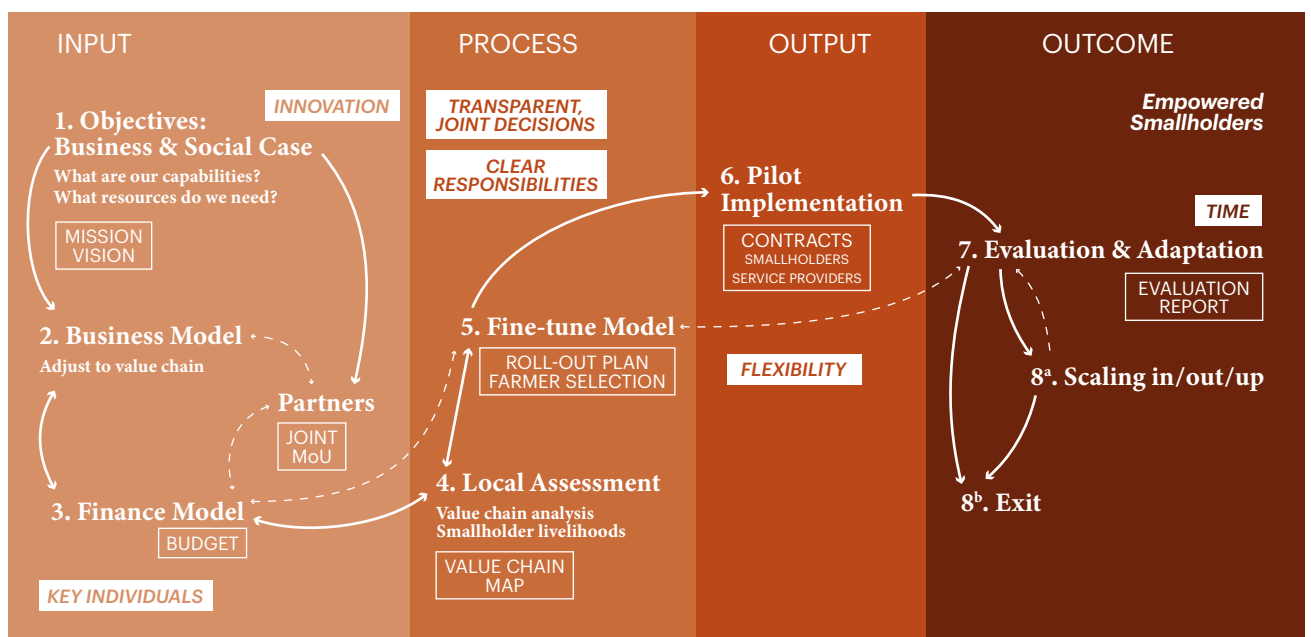 INPUT
INNOVATION
1. Objectives:
Business & Social Case
What are our capabilities?
What resources do we need?
MISSION
VISION
2. Business Model
Adjust to value chain
Partners
JOINT
MoU
3. Finance Model
BUDGET
KEY INDIVIDUALS
PROCESS
TRANSPARENT,
JOINT DECISIONS
CLEAR
RESPONSIBILITIES
5. Fine-tune Model
ROLL-OUT PLAN
FARMER SELECTION
4. Local Assessment
Value chain analysis
Smallholder livelihoods
VALUE CHAIN
MAP
OUTPUT
6. Pilot
Implementation
CONTRACTS
SMALLHOLDERS
SERVICE PROVIDERS
FLEXIBILITY
OUTCOME
Empowered
Smallholders
TIME
7. Evaluation & Adaptation
EVALUATION
REPORT
8ᵃ. Scaling in/out/up
8ᵇ. Exit